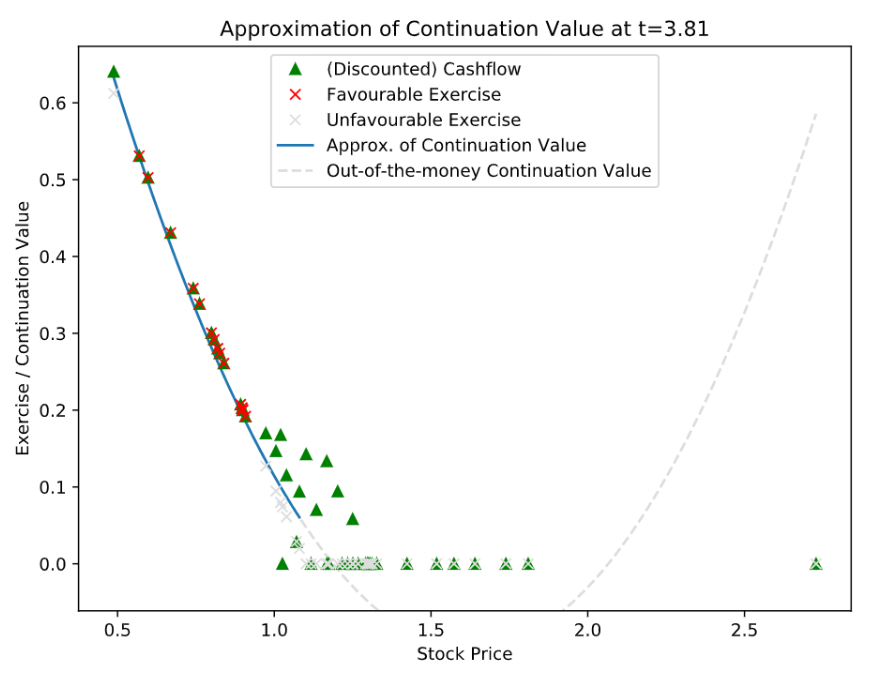 Approximation of Continuation Value at t=3.81
(Discounted) Cashflow
Favourable Exercise
Unfavourable Exercise
Approx. of Continuation Value
Out-of-the-money Continuation Value
Exercise / Continuation Value
0.6
0.5
0.4
0.3
0.2
0.1
0.0
0.5 1.0 1.5 2.0 2.5
Stock Price